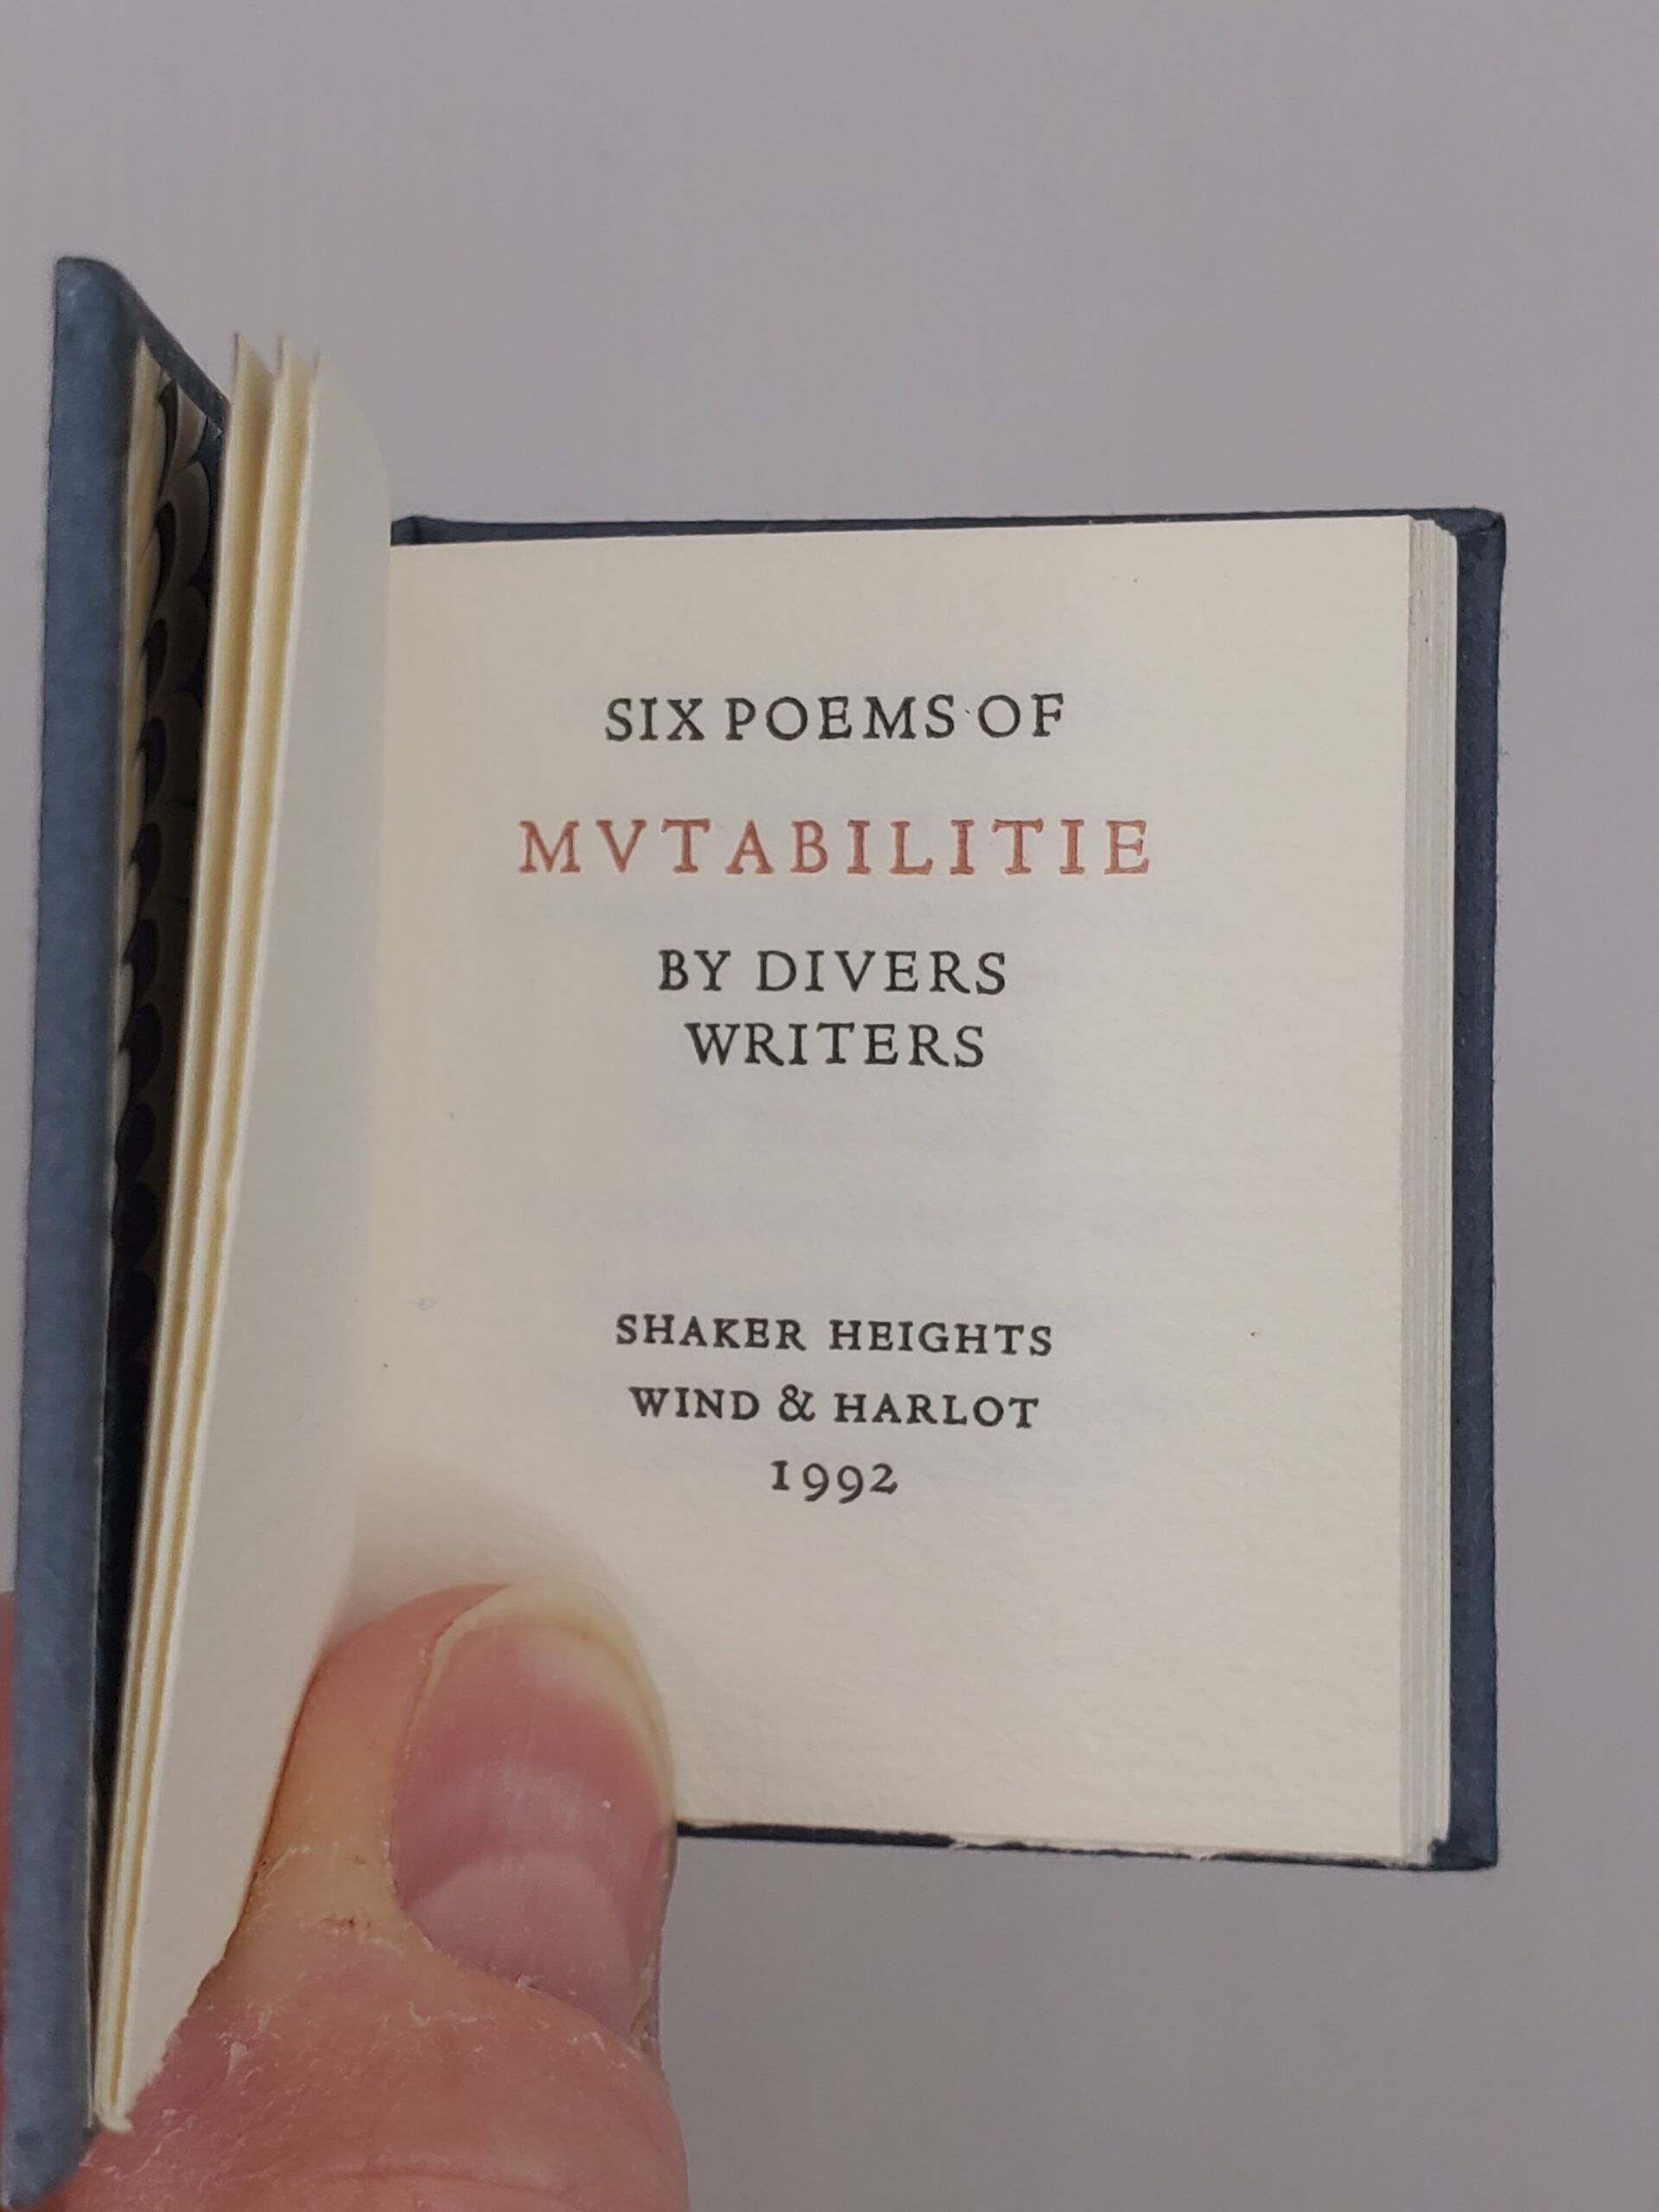 SIX POEMS OF
MVTABILITIE
BY DIVERS
WRITERS
SHAKER HEIGHTS
WIND & HARLOT
1992